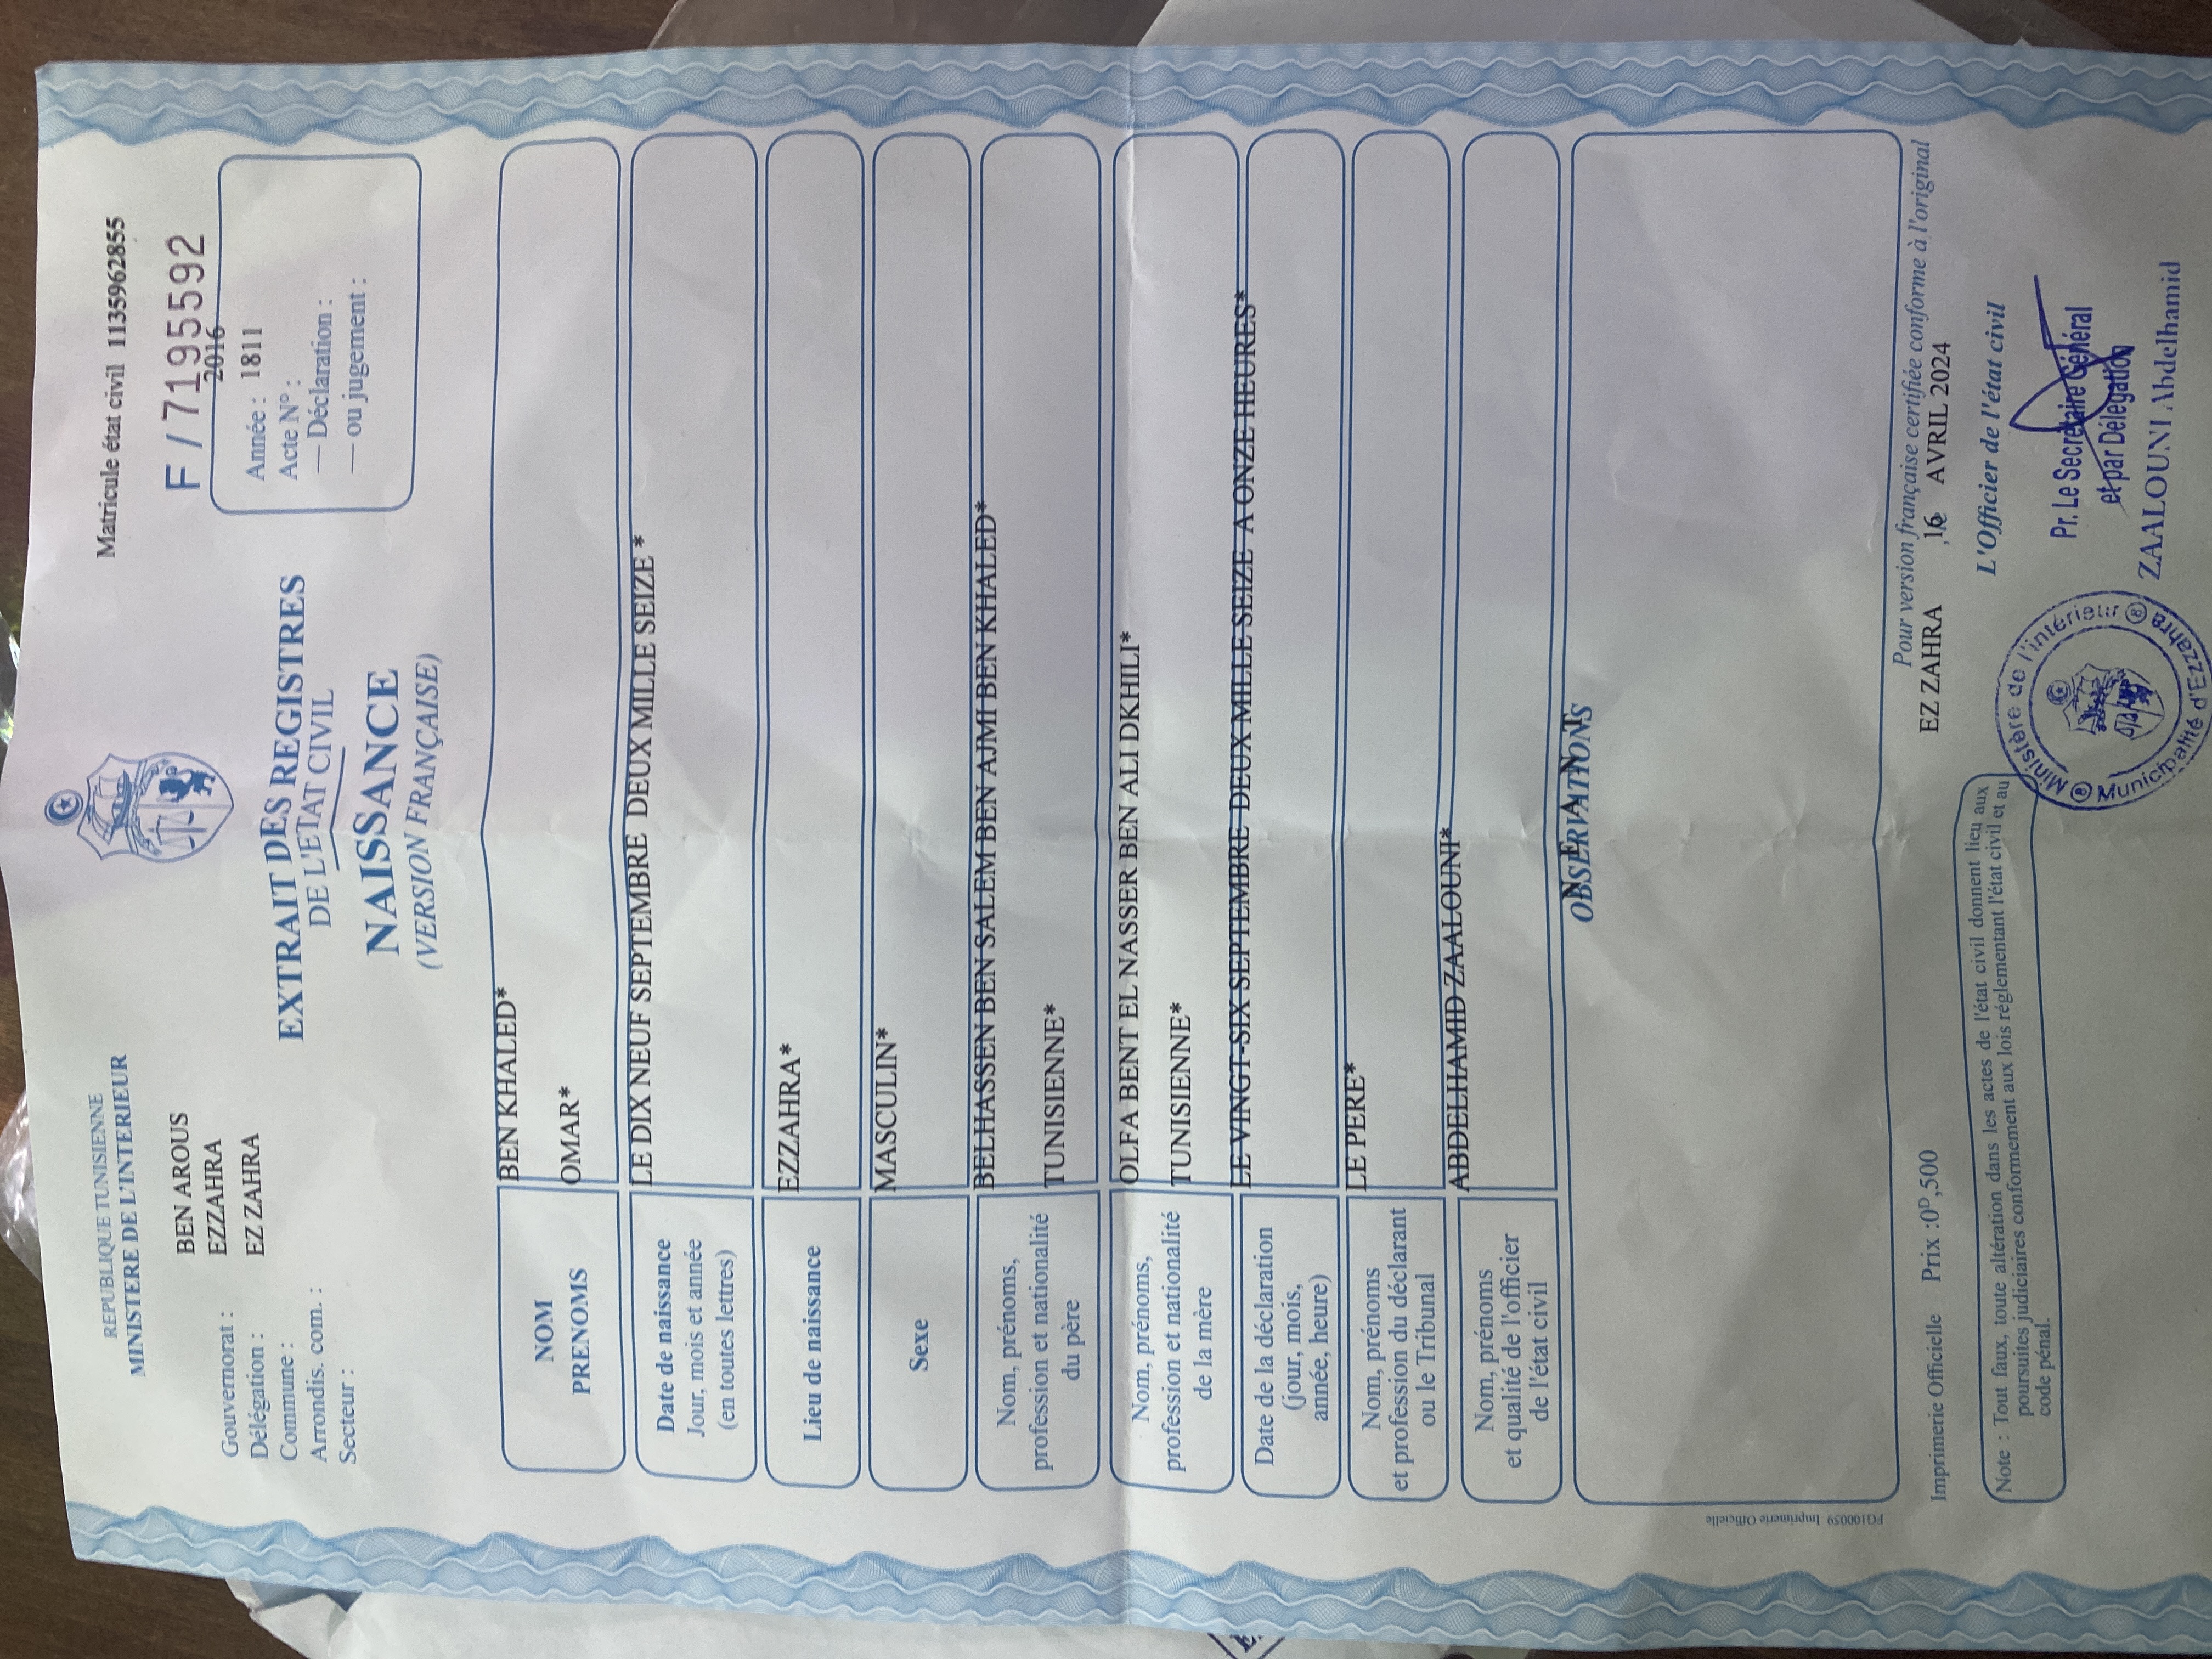 REPUBLIQUE TUNISIENNE
MINISTERE DE L'INTERIEUR
Matricule état civil 11359628 55
F / 7195592
Gouvernorat : BEN AROUS
Délégation : EZZAHRA
Commune : EZ ZAHRA
Arrondis. com. :
Secteur :
2016
Année : 1811
Acte N° :
— Déclaration :
— ou jugement :
EXTRAIT DES REGISTRES
DE L'ETAT CIVIL
NAISSANCE
(VERSION FRANÇAISE)
NOM BEN KHALED*
PRENOMS OMAR*
Date de naissance
Jour, mois et année
(en toutes lettres)
LE DIX NEUF SEPTEMBRE DEUX MILLE SEIZE *
Lieu de naissance EZZAHRA*
Sexe MASCULIN*
Nom, prénoms,
profession et nationalité
du père
BELHASSEN BEN SALEM BEN AJMI BEN KHALED*
TUNISIENNE*
Nom, prénoms,
profession et nationalité
de la mère
OLFA BENT EL NASSER BEN ALI DKHILI*
TUNISIENNE*
Date de la déclaration
(jour, mois,
année, heure)
LE VINGT-SIX SEPTEMBRE DEUX MILLE SEIZE A ONZE HEURES*
Nom, prénoms
et profession du déclarant
ou le Tribunal
LE PERE*
Nom, prénoms
et qualité de l'officier
de l'état civil
ABDELHAMID ZAALOUNI*
OBSERVATIONS
Pour version française certifiée conforme à l'original
EZ ZAHRA ,16 AVRIL 2024
L'Officier de l'état civil
Pr. Le Secrétaire Général
et par Délégation
ZAALOUNI Abdelhamid
Ministère de l'intérieur
Municipalité d'Ezzahra
Imprimerie Officielle Prix :0D,500
Note : Tout faux, toute altération dans les actes de l'état civil donnent lieu aux
poursuites judiciaires conformement aux lois réglementant l'état civil et au
code pénal.
FG100059 Imprimerie Officielle